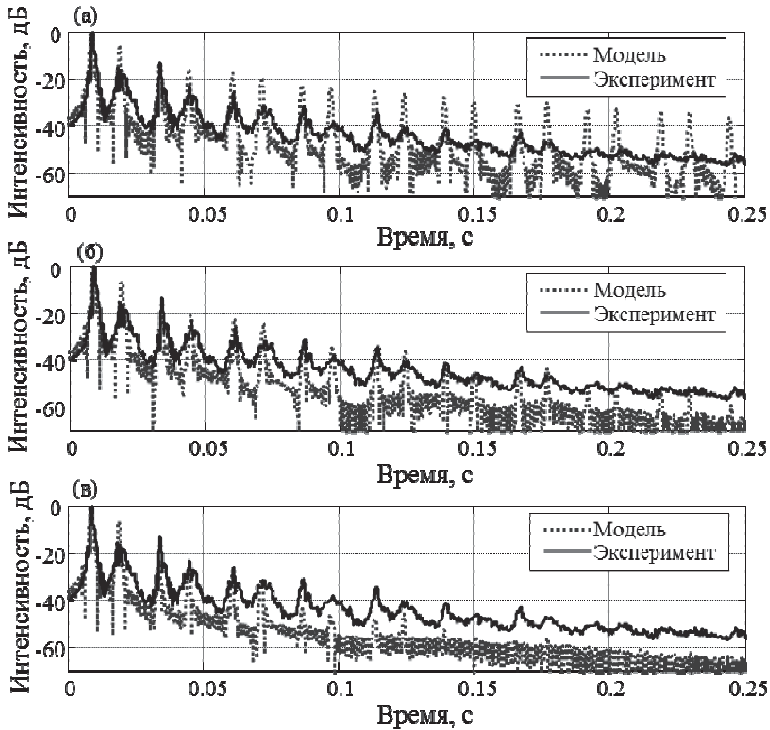 (а)
Интенсивность, дБ
0
-20
-40
-60
Модель
Эксперимент
0
0.05
0.1
0.15
0.2
0.25
Время, с
(б)
Интенсивность, дБ
0
-20
-40
-60
Модель
Эксперимент
0
0.05
0.1
0.15
0.2
0.25
Время, с
(в)
Интенсивность, дБ
0
-20
-40
-60
Модель
Эксперимент
0
0.05
0.1
0.15
0.2
0.25
Время, с